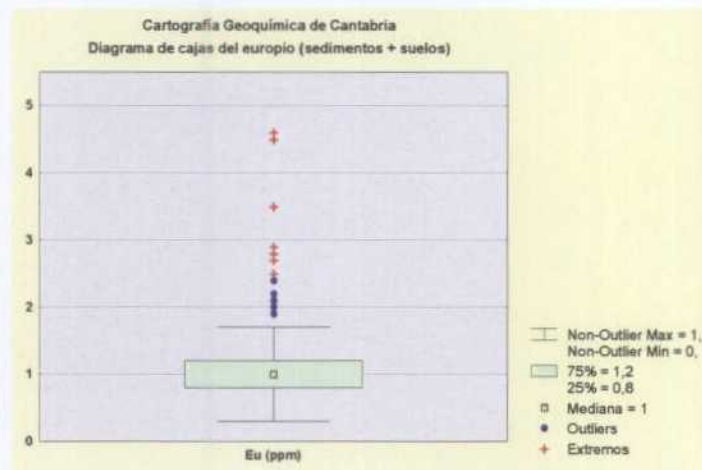 Cartografía Geoquímica de Cantabria
Diagrama de cajas del europio (sedimentos + suelos)
5
4
3
2
1
0
Eu (ppm)
Non-Outlier Max = 1,
Non-Outlier Min = 0,
75% = 1,2
25% = 0,8
Mediana = 1
Outliers
Extremos